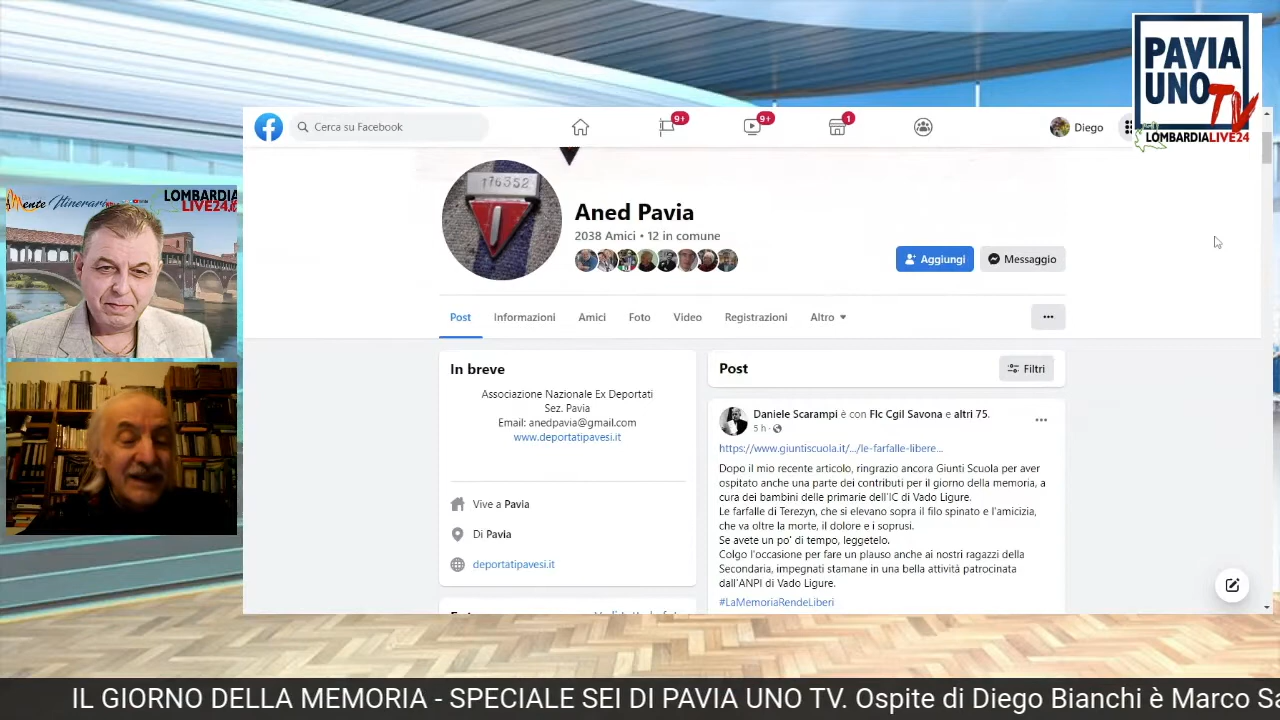 PAVIA
UNO TV
LOMBARDIALIVE24
Cerca su Facebook
9+
9+
1
Diego
LOMBARDIA
LIVE24
176352
I
Aned Pavia
2038 Amici • 12 in comune
Aggiungi
Messaggio
Post
Informazioni
Amici
Foto
Video
Registrazioni
Altro
In breve
Associazione Nazionale Ex Deportati
Sez. Pavia
Email: anedpavia@gmail.com
www.deportatipavesi.it
Vive a Pavia
Di Pavia
deportatipavesi.it
Post
Filtri
Daniele Scarampi è con Flc Cgil Savona e altri 75.
5 h ·
https://www.giuntiscuola.it/.../le-farfalle-libere...
Dopo il mio recente articolo, ringrazio ancora Giunti Scuola per aver
ospitato anche una parte dei contributi per il giorno della memoria, a
cura dei bambini delle primarie dell'IC di Vado Ligure.
Le farfalle di Terezyn, che si elevano sopra il filo spinato e l'amicizia,
che va oltre la morte, il dolore e i soprusi.
Se avete un po' di tempo, leggetelo.
Colgo l'occasione per fare un plauso anche ai nostri ragazzi della
Secondaria, impegnati stamane in una bella attività patrocinata
dall'ANPI di Vado Ligure.
#LaMemoriaRendeLiberi
IL GIORNO DELLA MEMORIA - SPECIALE SEI DI PAVIA UNO TV. Ospite di Diego Bianchi è Marco Sa